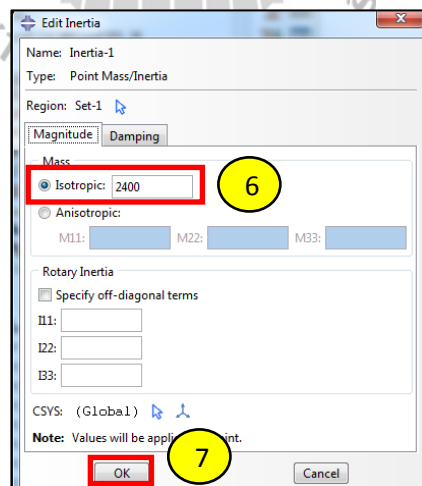 Edit Inertia
Name: Inertia-1
Type: Point Mass/Inertia
Region: Set-1
Magnitude Damping
Mass
Isotropic: 2400
6
Anisotropic:
M11: M22: M33:
Rotary Inertia
Specify off-diagonal terms
I11:
I22:
I33:
CSYS: (Global)
Note: Values will be point.
7
OK Cancel